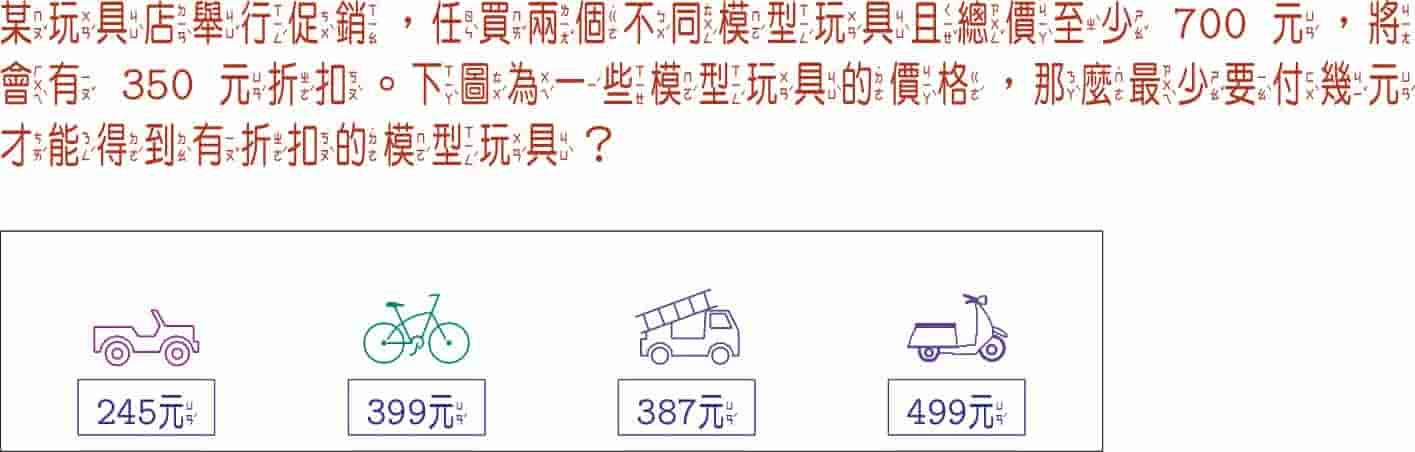 某玩具店舉行促銷，任買兩個不同模型玩具且總價至少 700 元，將
會有 350 元折扣。下圖為一些模型玩具的價格，那麼最少要付幾元
才能得到有折扣的模型玩具？
245元 399元 387元 499元